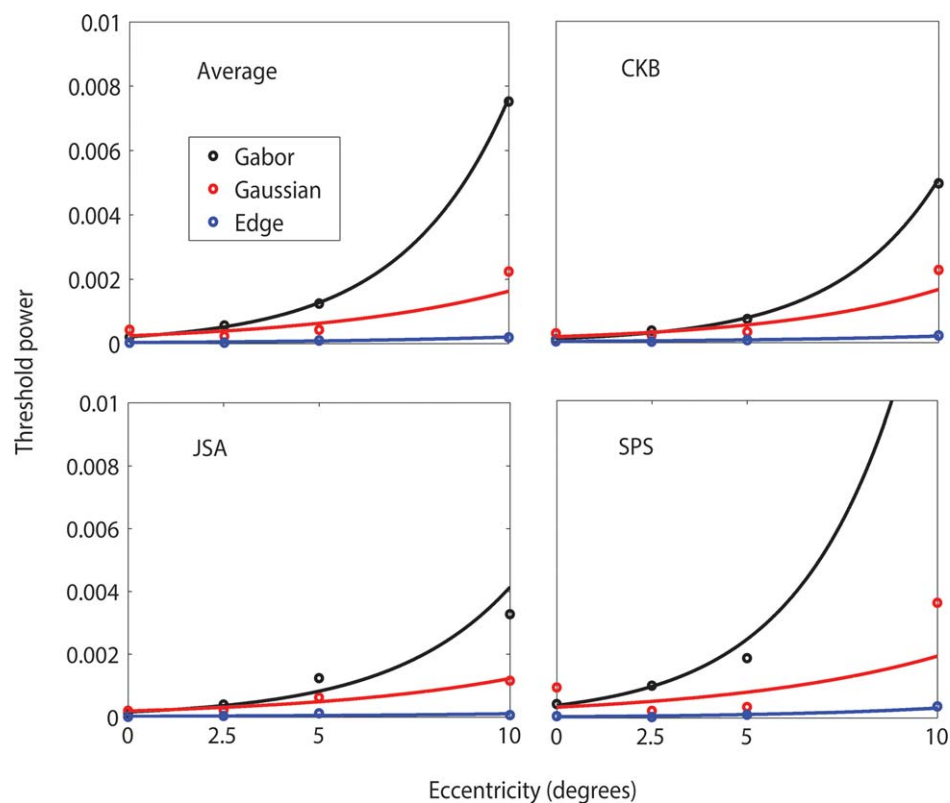 0.01
0.008
0.006
0.004
0.002
0
Average
Gabor
Gaussian
Edge
CKB
Threshold power
0.01
0.008
0.006
0.004
0.002
0
JSA
SPS
0 2.5 5 10
0 2.5 5 10
Eccentricity (degrees)